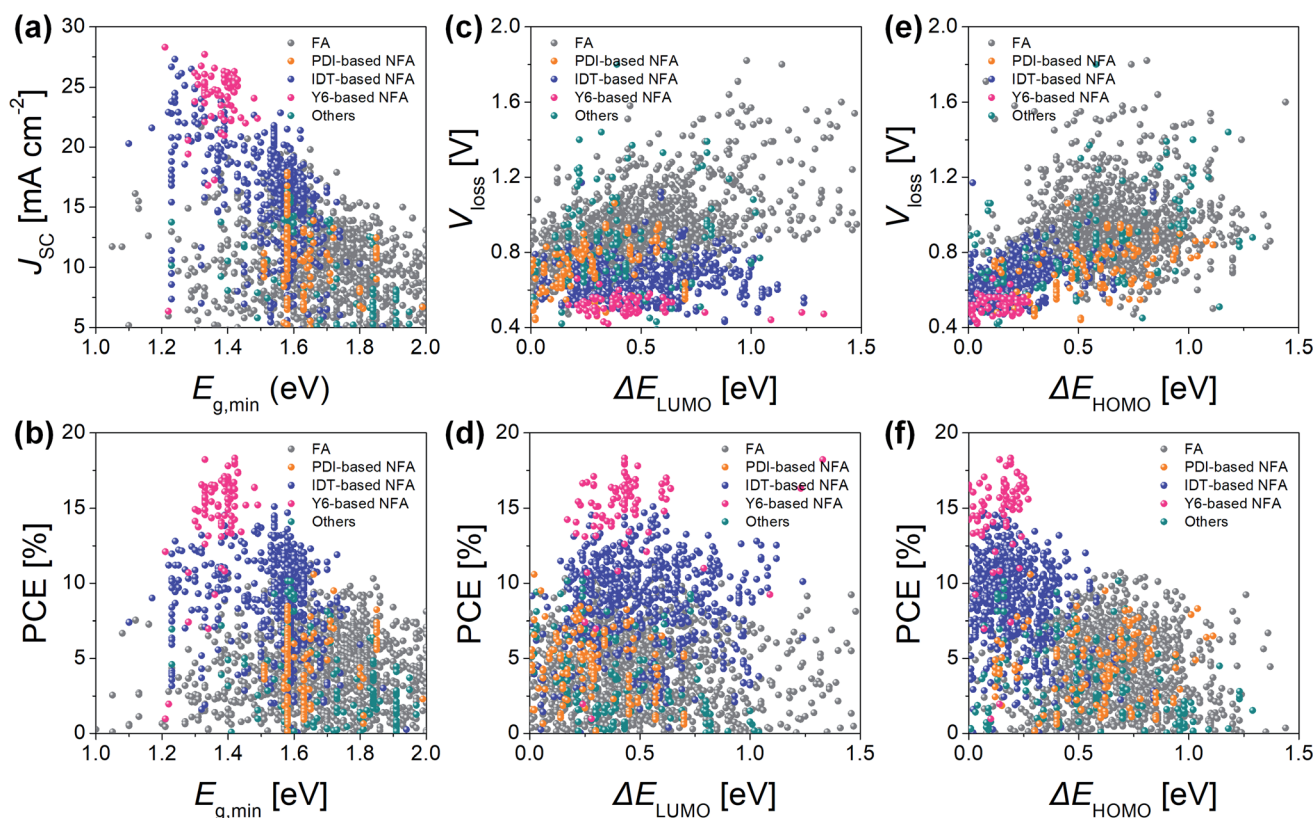 (a)
30
25
20
15
10
5
J_SC [mA cm⁻²]
1.0 1.2 1.4 1.6 1.8 2.0
E_g,min (eV)
FA
PDI-based NFA
IDT-based NFA
Y6-based NFA
Others
(c)
2.0
1.6
1.2
0.8
0.4
V_loss [V]
0.0 0.5 1.0 1.5
ΔE_LUMO [eV]
FA
PDI-based NFA
IDT-based NFA
Y6-based NFA
Others
(e)
2.0
1.6
1.2
0.8
0.4
V_loss [V]
0.0 0.5 1.0 1.5
ΔE_HOMO [eV]
FA
PDI-based NFA
IDT-based NFA
Y6-based NFA
Others
(b)
20
15
10
5
0
PCE [%]
1.0 1.2 1.4 1.6 1.8 2.0
E_g,min [eV]
FA
PDI-based NFA
IDT-based NFA
Y6-based NFA
Others
(d)
20
15
10
5
0
PCE [%]
0.0 0.5 1.0 1.5
ΔE_LUMO [eV]
FA
PDI-based NFA
IDT-based NFA
Y6-based NFA
Others
(f)
20
15
10
5
0
PCE [%]
0.0 0.5 1.0 1.5
ΔE_HOMO [eV]
FA
PDI-based NFA
IDT-based NFA
Y6-based NFA
Others